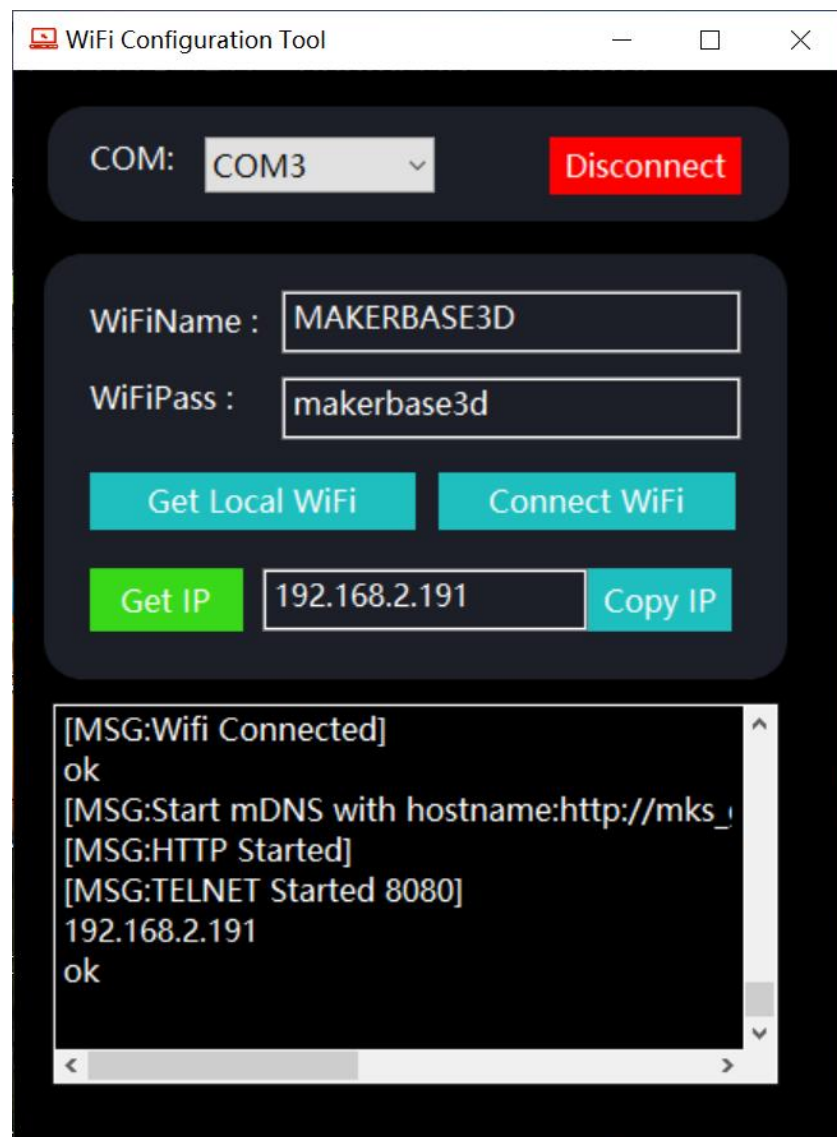 WiFi Configuration Tool
COM: COM3 Disconnect
WiFiName : MAKERBASE3D
WiFiPass : makerbase3d
Get Local WiFi Connect WiFi
Get IP 192.168.2.191 Copy IP
[MSG:Wifi Connected]
ok
[MSG:Start mDNS with hostname:http://mks_
[MSG:HTTP Started]
[MSG:TELNET Started 8080]
192.168.2.191
ok